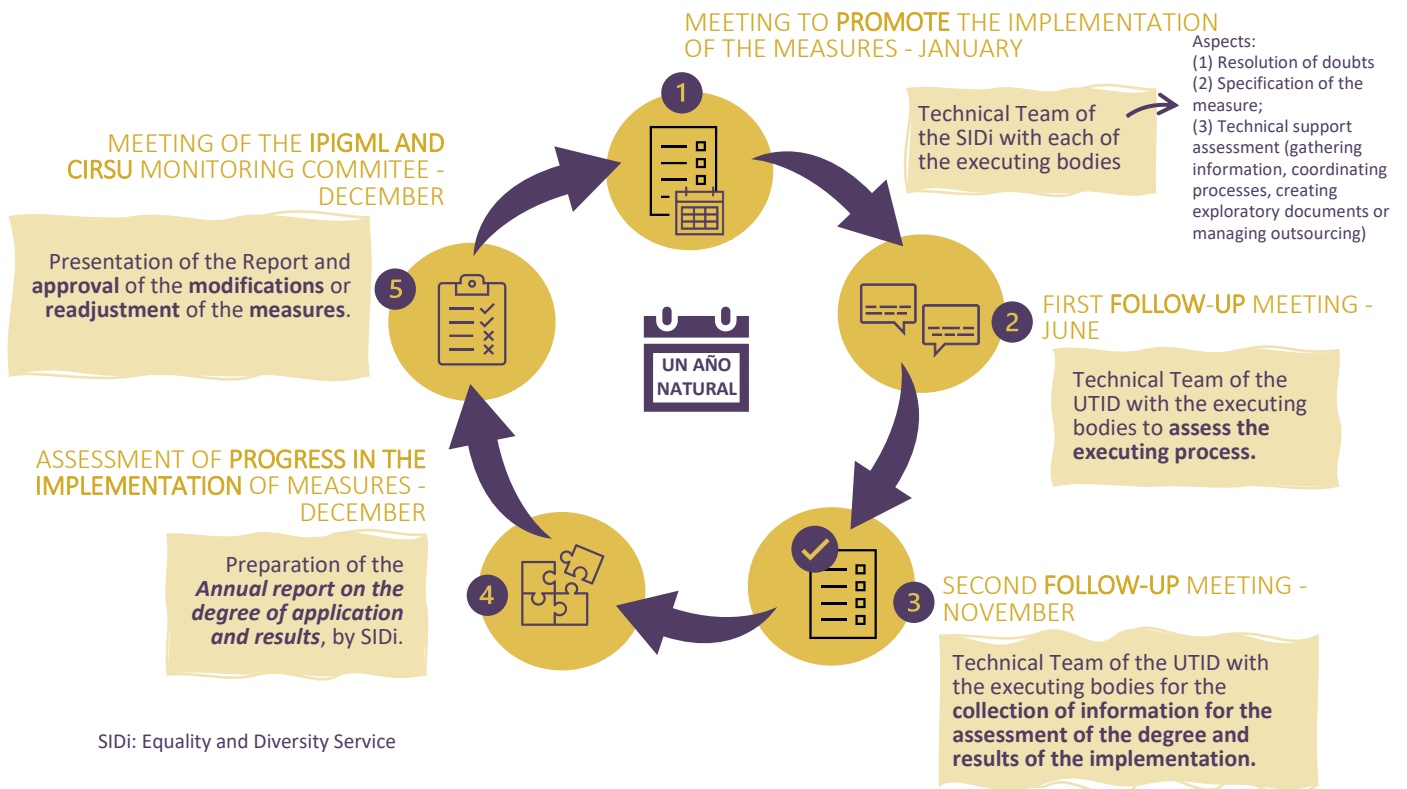 MEETING TO PROMOTE THE IMPLEMENTATION
OF THE MEASURES - JANUARY
1
Technical Team of
the SIDi with each of
the executing bodies
Aspects:
(1) Resolution of doubts
(2) Specification of the
measure;
(3) Technical support
assessment (gathering
information, coordinating
processes, creating
exploratory documents or
managing outsourcing)
2
FIRST FOLLOW-UP MEETING -
JUNE
Technical Team of the
UTID with the executing
bodies to assess the
executing process.
3
SECOND FOLLOW-UP MEETING -
NOVEMBER
Technical Team of the UTID with
the executing bodies for the
collection of information for the
assessment of the degree and
results of the implementation.
4
ASSESSMENT OF PROGRESS IN THE
IMPLEMENTATION OF MEASURES -
DECEMBER
Preparation of the
Annual report on the
degree of application
and results, by SIDi.
5
MEETING OF THE IPIGML AND
CIRSU MONITORING COMMITEE -
DECEMBER
Presentation of the Report and
approval of the modifications or
readjustment of the measures.
UN AÑO
NATURAL
SIDi: Equality and Diversity Service